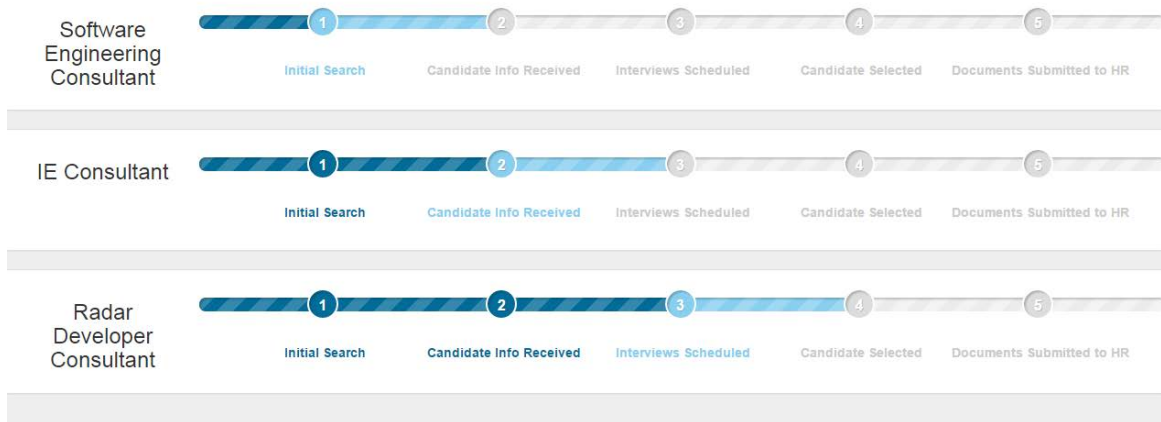 Software
Engineering
Consultant
1 2 3 4 5
Initial Search Candidate Info Received Interviews Scheduled Candidate Selected Documents Submitted to HR
IE Consultant
1 2 3 4 5
Initial Search Candidate Info Received Interviews Scheduled Candidate Selected Documents Submitted to HR
Radar
Developer
Consultant
1 2 3 4 5
Initial Search Candidate Info Received Interviews Scheduled Candidate Selected Documents Submitted to HR